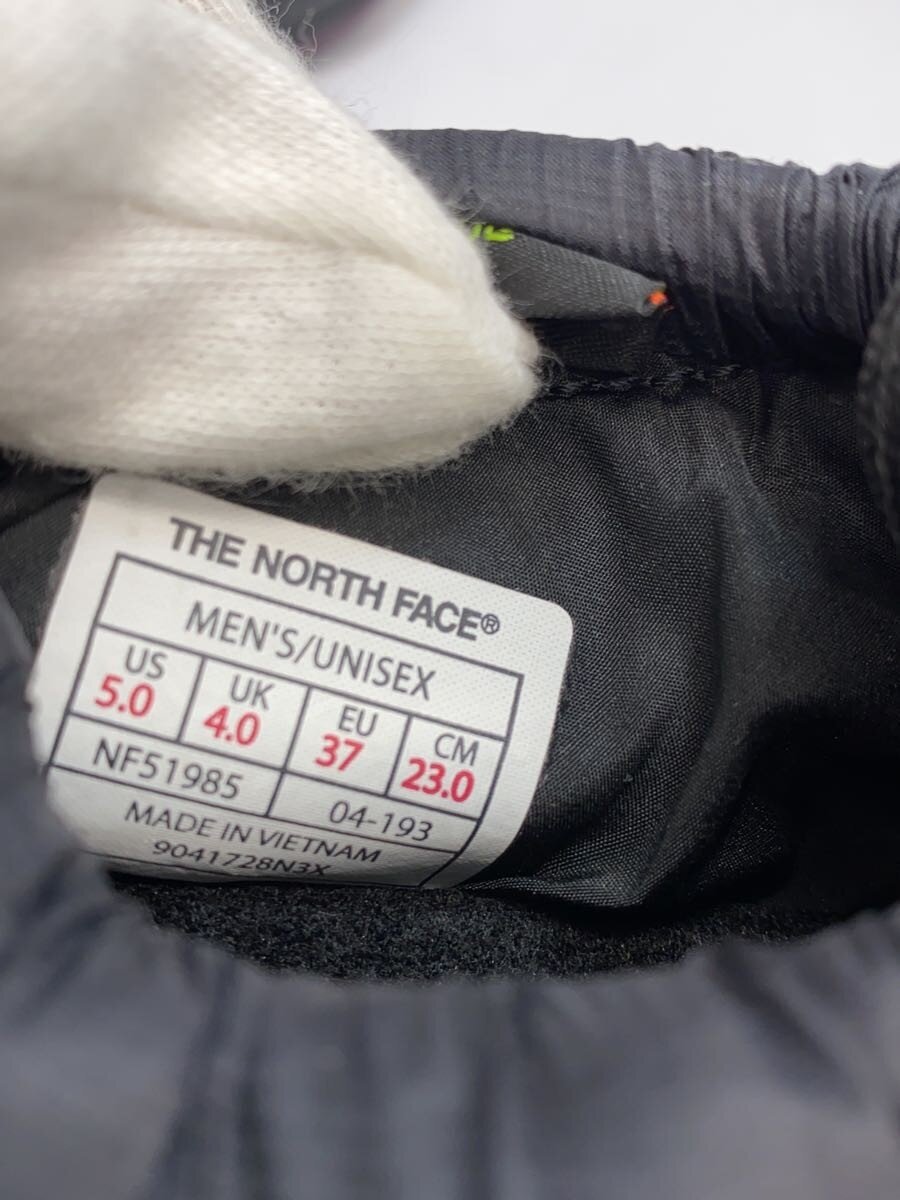 THE NORTH FACE®
MEN'S/UNISEX
US UK EU CM
5.0 4.0 37 23.0
NF51985 04-193
MADE IN VIETNAM
9041728N3X